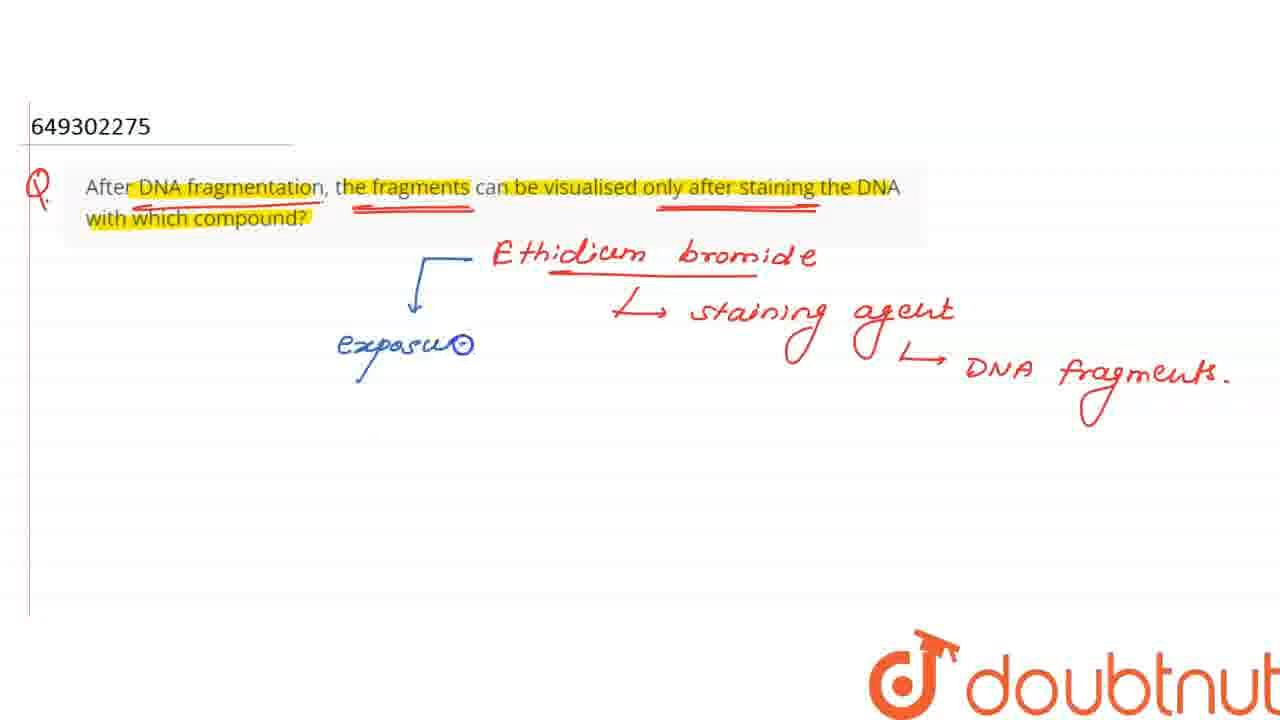 649302275
Q. After DNA fragmentation, the fragments can be visualised only after staining the DNA
with which compound?
Ethidium bromide
staining agent
exposure
DNA fragments.
doubtnut